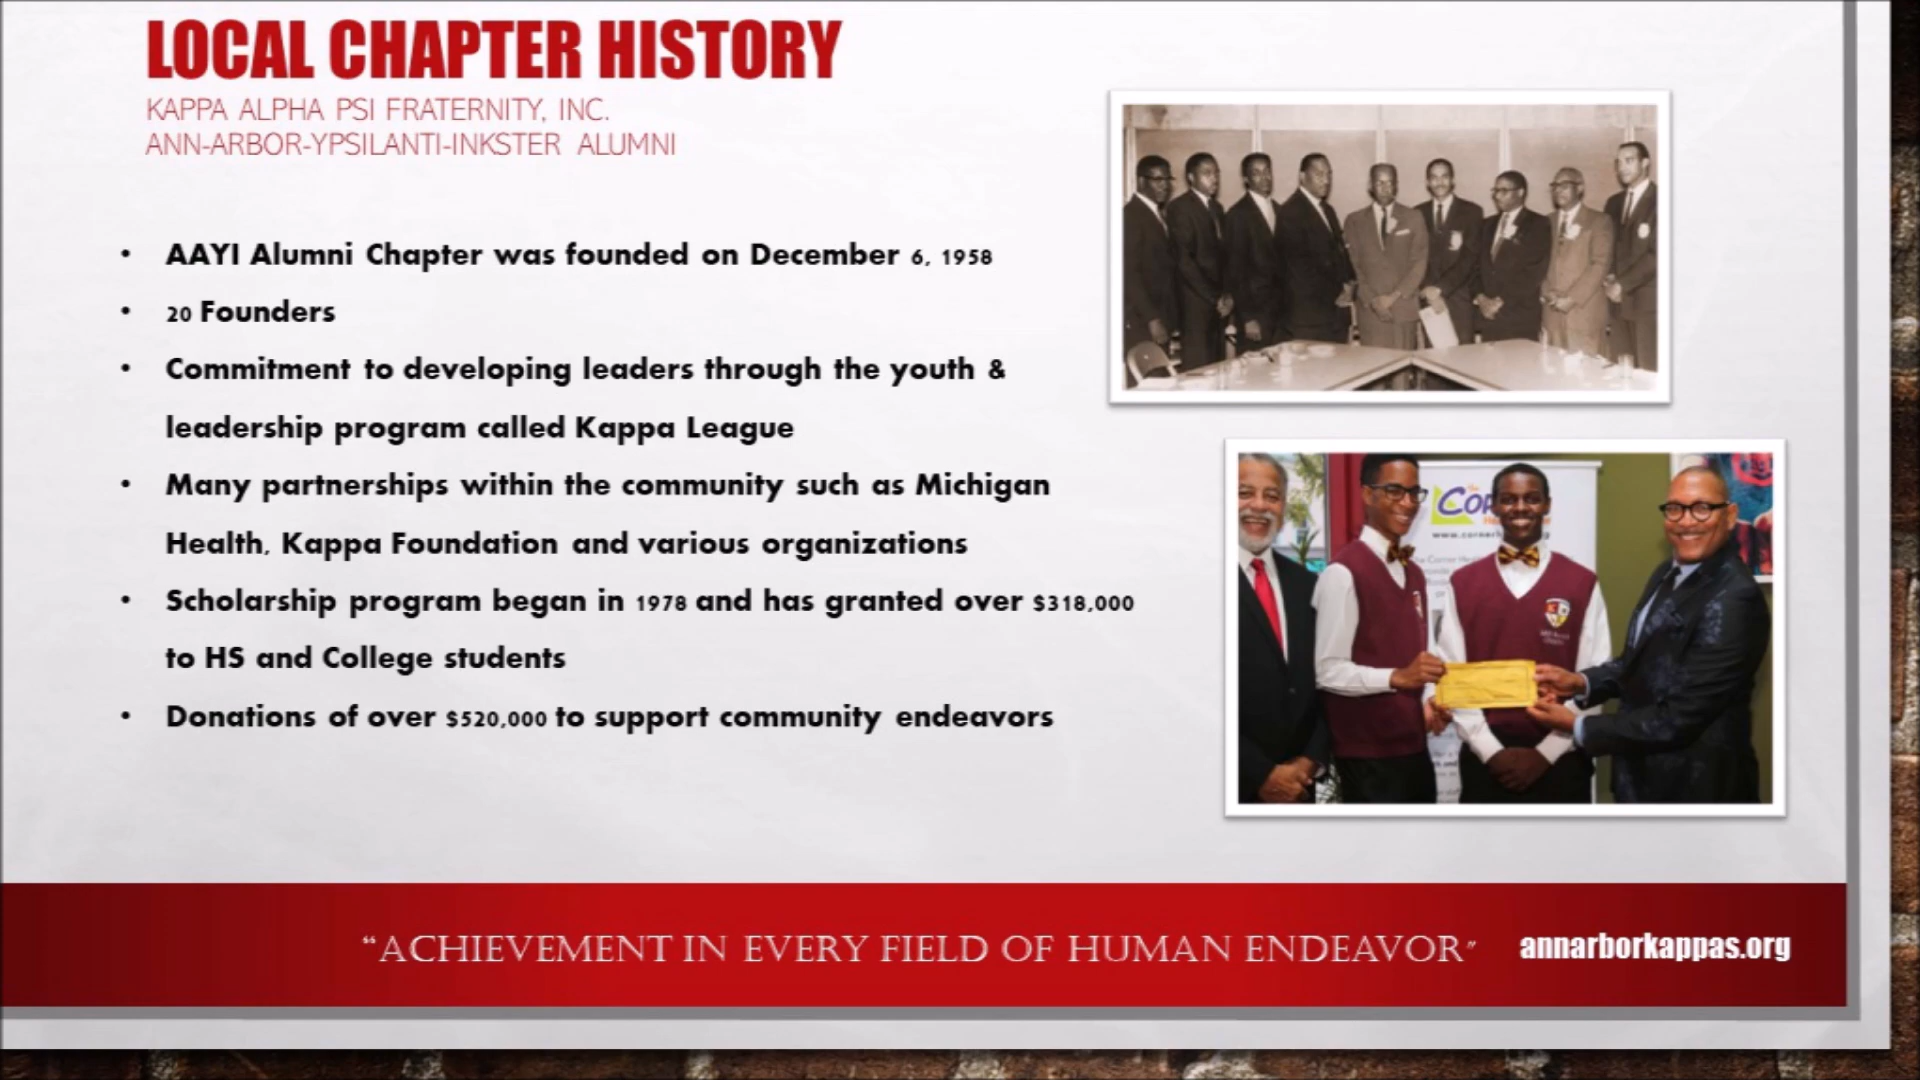 LOCAL CHAPTER HISTORY
KAPPA ALPHA PSI FRATERNITY, INC.
ANN-ARBOR-YPSILANTI-INKSTER ALUMNI
• AAYI Alumni Chapter was founded on December 6, 1958
• 20 Founders
• Commitment to developing leaders through the youth &
leadership program called Kappa League
• Many partnerships within the community such as Michigan
Health, Kappa Foundation and various organizations
• Scholarship program began in 1978 and has granted over $318,000
to HS and College students
• Donations of over $520,000 to support community endeavors
“ACHIEVEMENT IN EVERY FIELD OF HUMAN ENDEAVOR”
annarborkappas.org